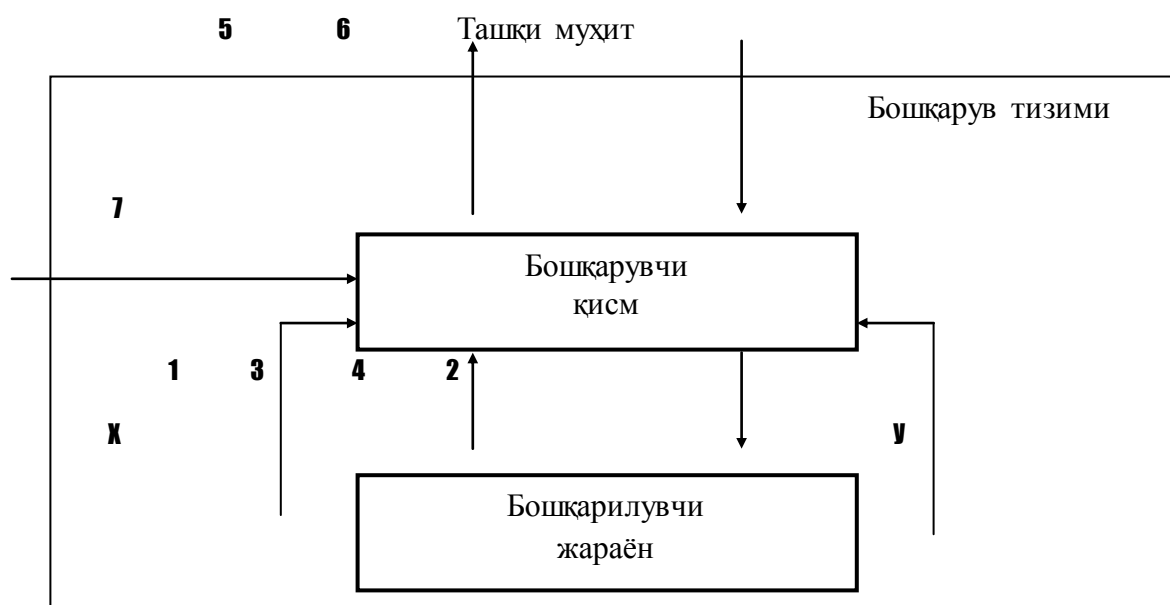 5 6 Ташқи муҳит
Бошқарув тизими
7
Бошқарувчи
қисм
1 3 4 2
X У
Бошқарилувчи
жараён